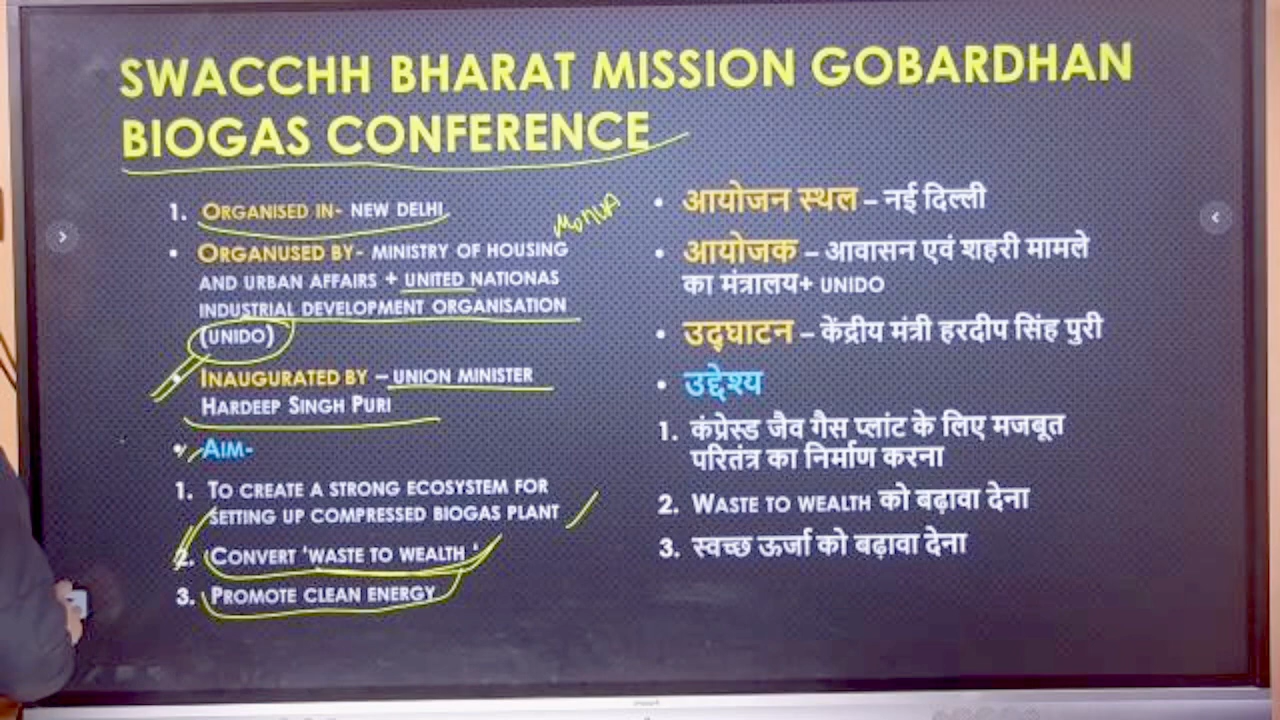 SWACCHH BHARAT MISSION GOBARDHAN
BIOGAS CONFERENCE
1. ORGANISED IN- NEW DELHI
MOHUA
• ORGANUSED BY- MINISTRY OF HOUSING
AND URBAN AFFAIRS + UNITED NATIONAS
INDUSTRIAL DEVELOPMENT ORGANISATION
(UNIDO)
• INAUGURATED BY – UNION MINISTER
HARDEEP SINGH PURI
• AIM-
1. TO CREATE A STRONG ECOSYSTEM FOR
SETTING UP COMPRESSED BIOGAS PLANT
2. CONVERT 'WASTE TO WEALTH '
3. PROMOTE CLEAN ENERGY
• आयोजन स्थल – नई दिल्ली
• आयोजक – आवासन एवं शहरी मामले
का मंत्रालय+ UNIDO
• उद्घाटन – केंद्रीय मंत्री हरदीप सिंह पुरी
• उद्देश्य
1. कंप्रेस्ड जैव गैस प्लांट के लिए मजबूत
परितंत्र का निर्माण करना
2. WASTE TO WEALTH को बढ़ावा देना
3. स्वच्छ ऊर्जा को बढ़ावा देना